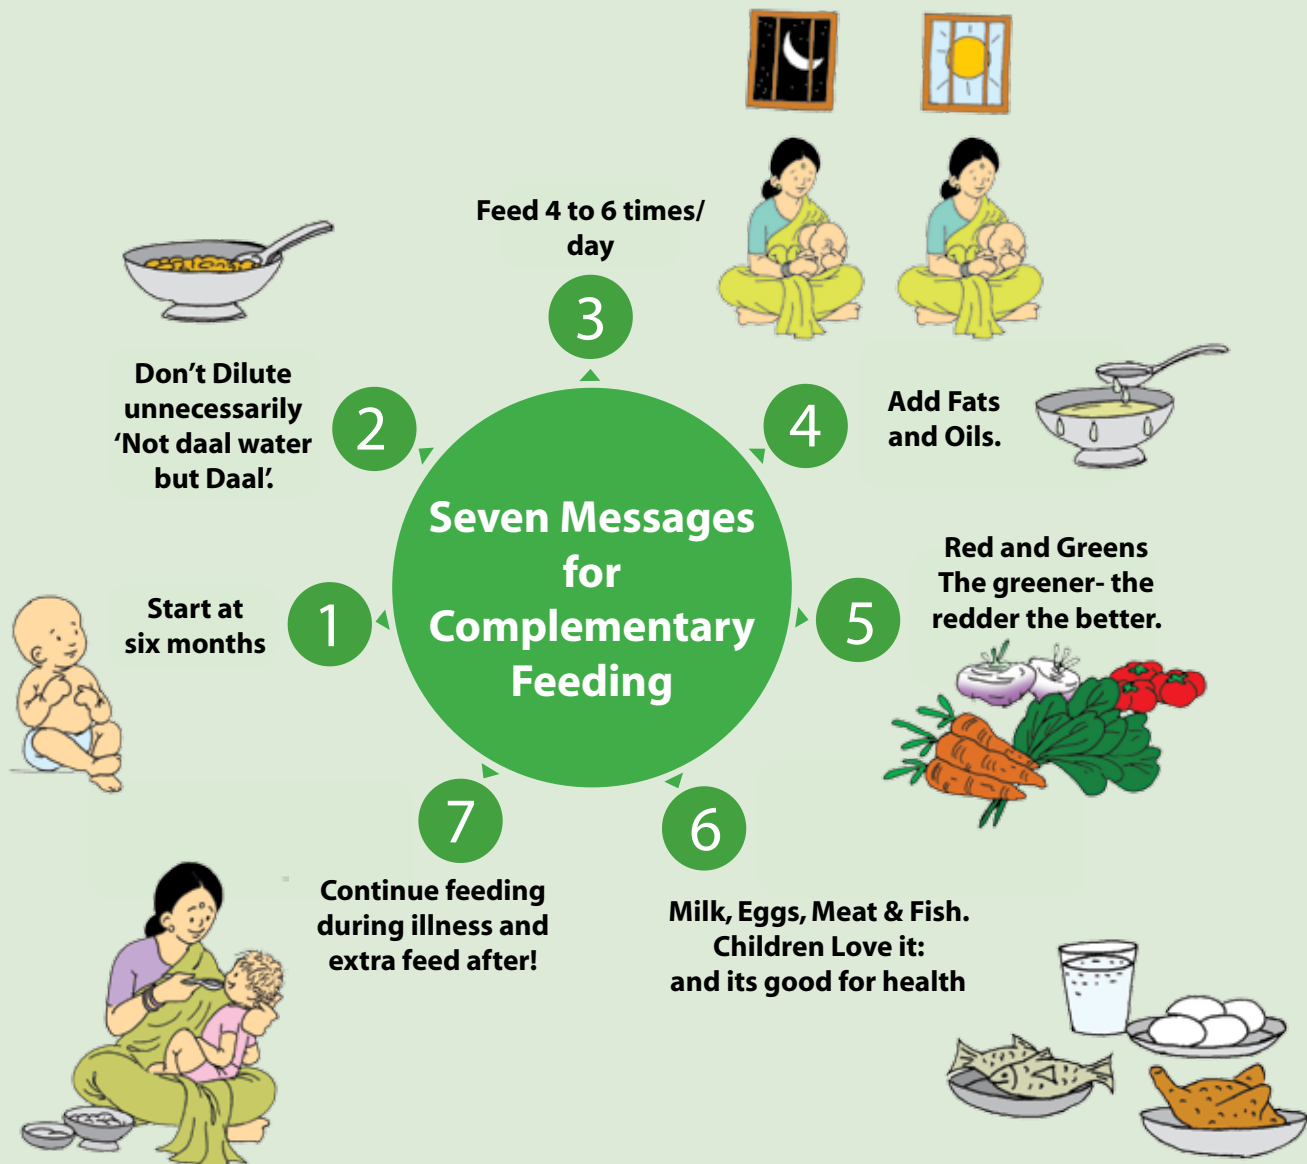 Seven Messages
for
Complementary
Feeding
1
Start at
six months
2
Don’t Dilute
unnecessarily
‘Not daal water
but Daal’.
3
Feed 4 to 6 times/
day
4
Add Fats
and Oils.
5
Red and Greens
The greener- the
redder the better.
6
Milk, Eggs, Meat & Fish.
Children Love it:
and its good for health
7
Continue feeding
during illness and
extra feed after!